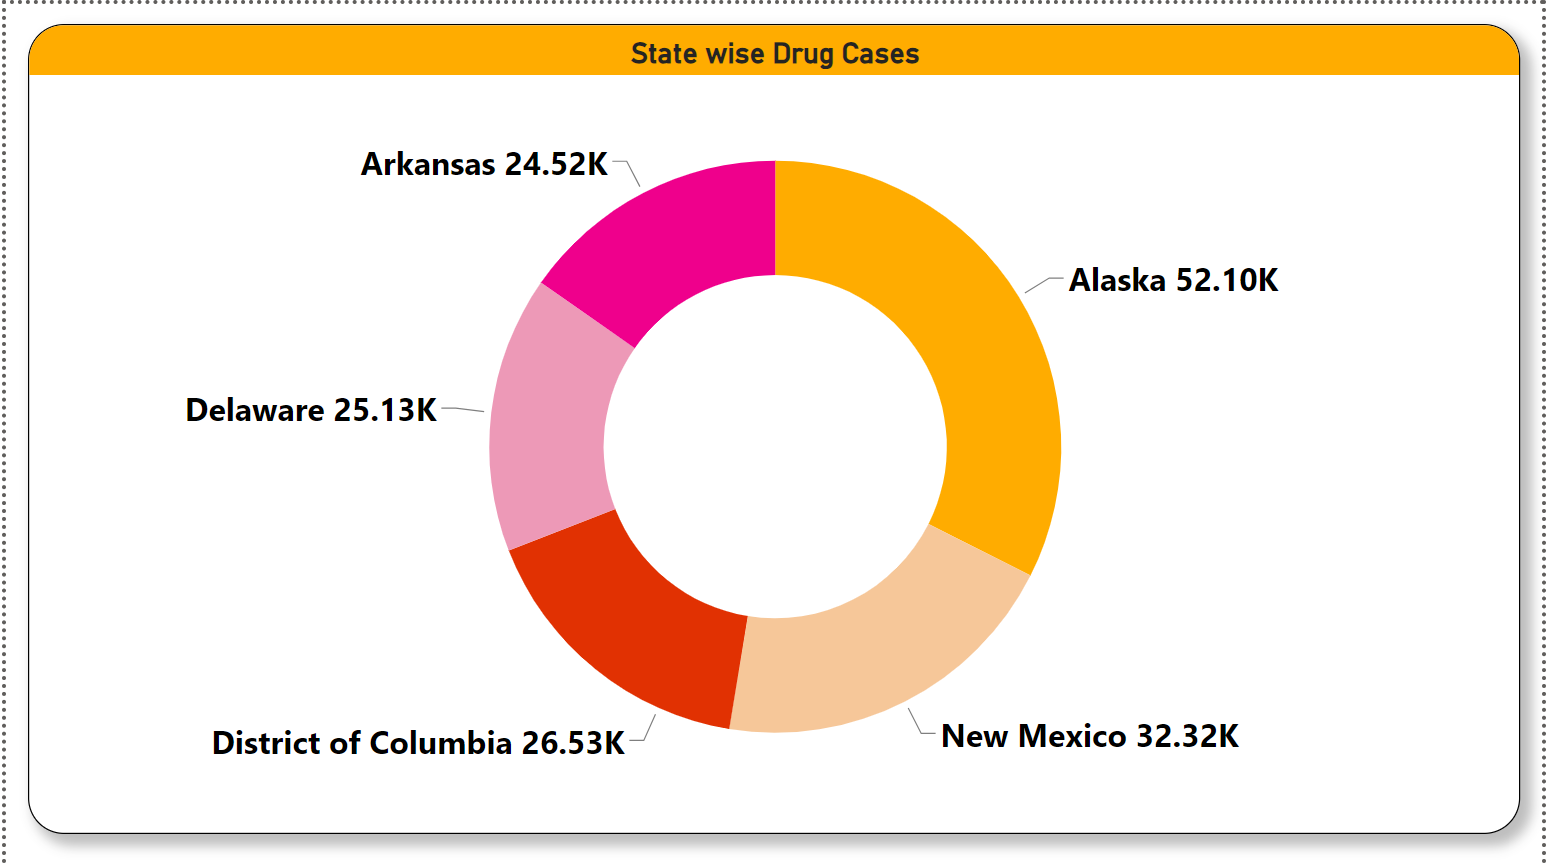 State wise Drug Cases
Arkansas 24.52K
Alaska 52.10K
Delaware 25.13K
District of Columbia 26.53K
New Mexico 32.32K